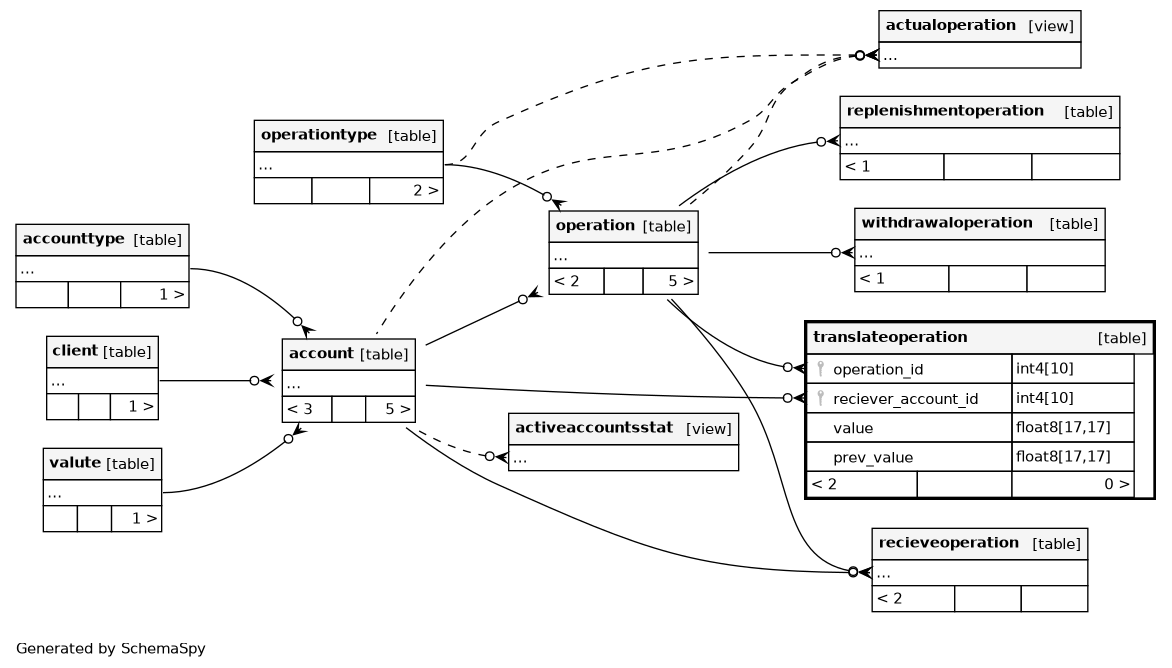 actualoperation [view]
...
replenishmentoperation [table]
...
< 1
operationtype [table]
...
2 >
operation [table]
...
< 2 5 >
withdrawaloperation [table]
...
< 1
accounttype [table]
...
1 >
client [table]
...
1 >
account [table]
...
< 3 5 >
translateoperation [table]
operation_id int4[10]
reciever_account_id int4[10]
value float8[17,17]
prev_value float8[17,17]
< 2 0 >
activeaccountsstat [view]
...
valute [table]
...
1 >
recieveoperation [table]
...
< 2
Generated by SchemaSpy